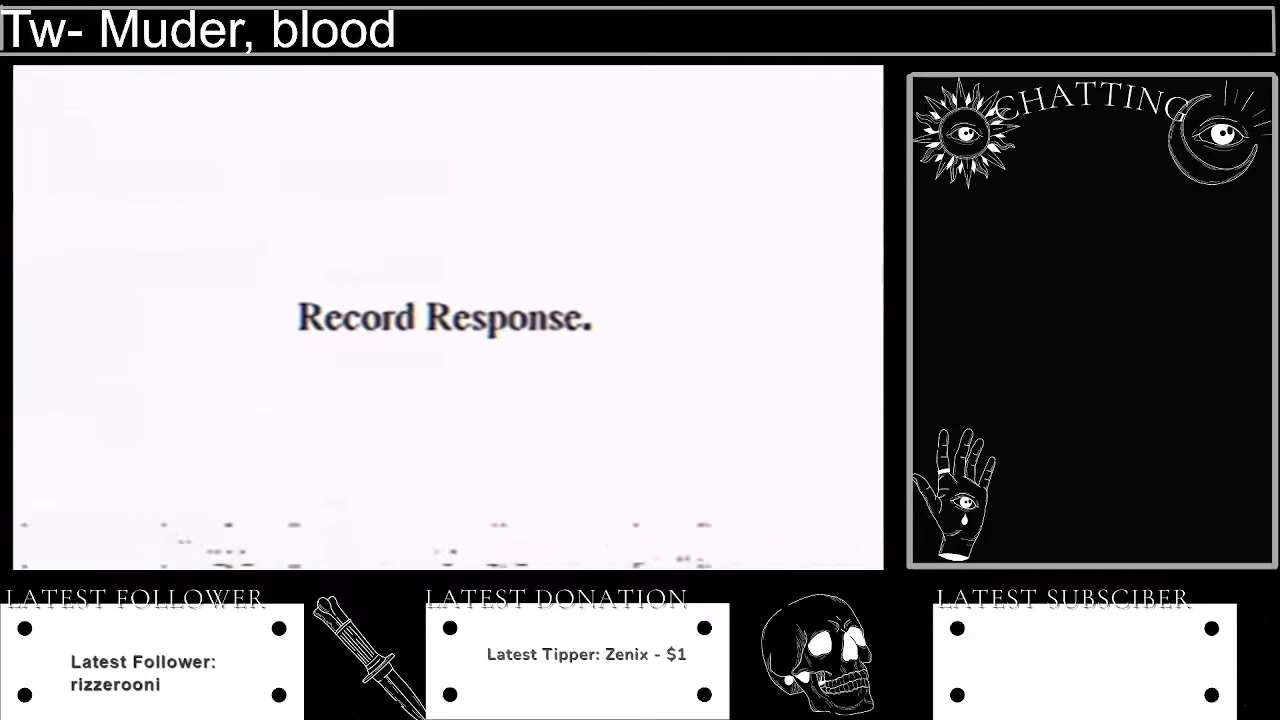 Tw- Muder, blood
CHATTING
Record Response.
LATEST FOLLOWER
LATEST DONATION
LATEST SUBSCIBER
Latest Follower:
rizzerooni
Latest Tipper: Zenix - $1